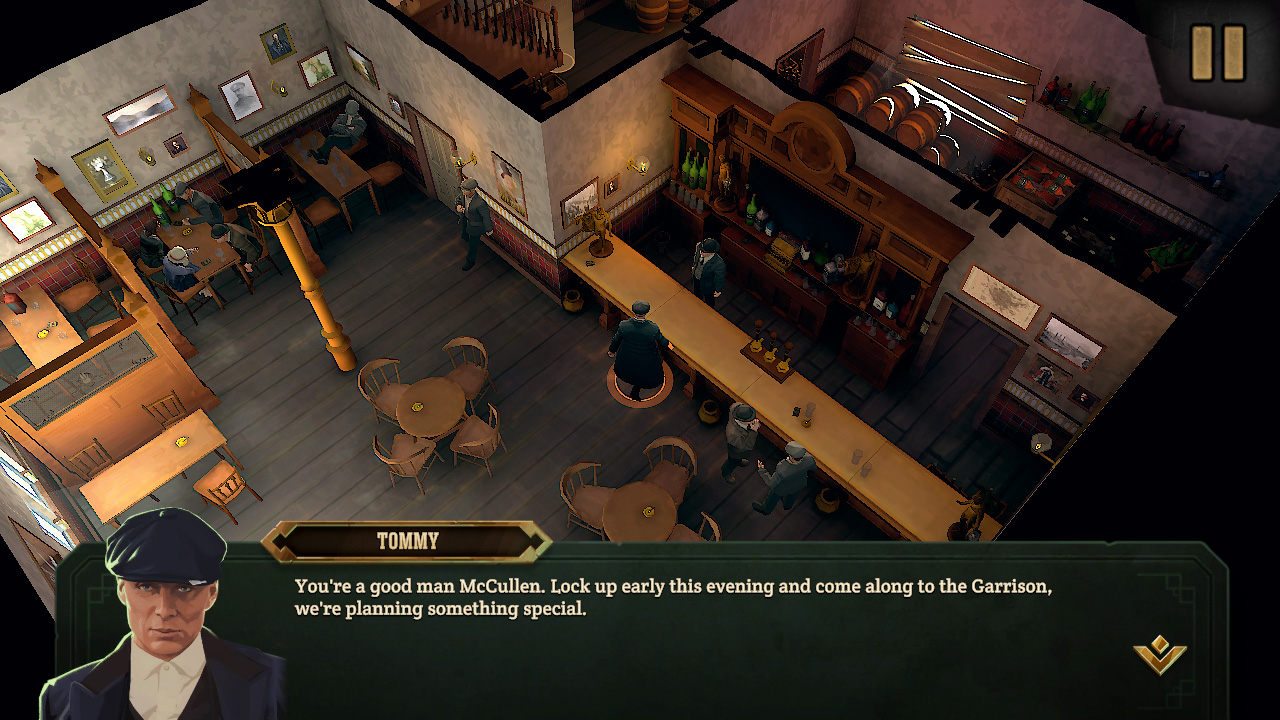 TOMMY
You're a good man McCullen. Lock up early this evening and come along to the Garrison,
we're planning something special.